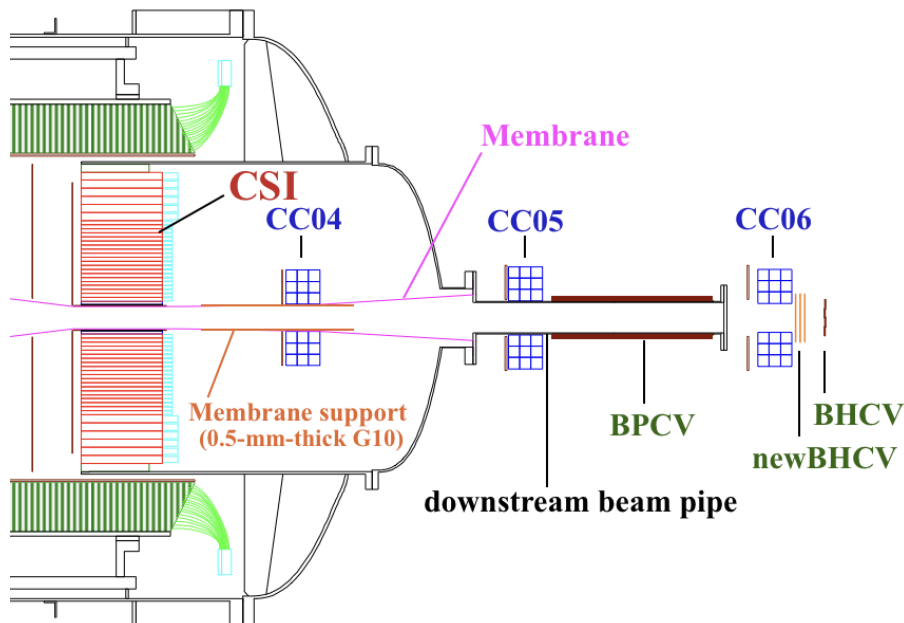 Membrane
CSI
CC04
CC05
CC06
Membrane support
(0.5-mm-thick G10)
BPCV
BHCV
newBHCV
downstream beam pipe